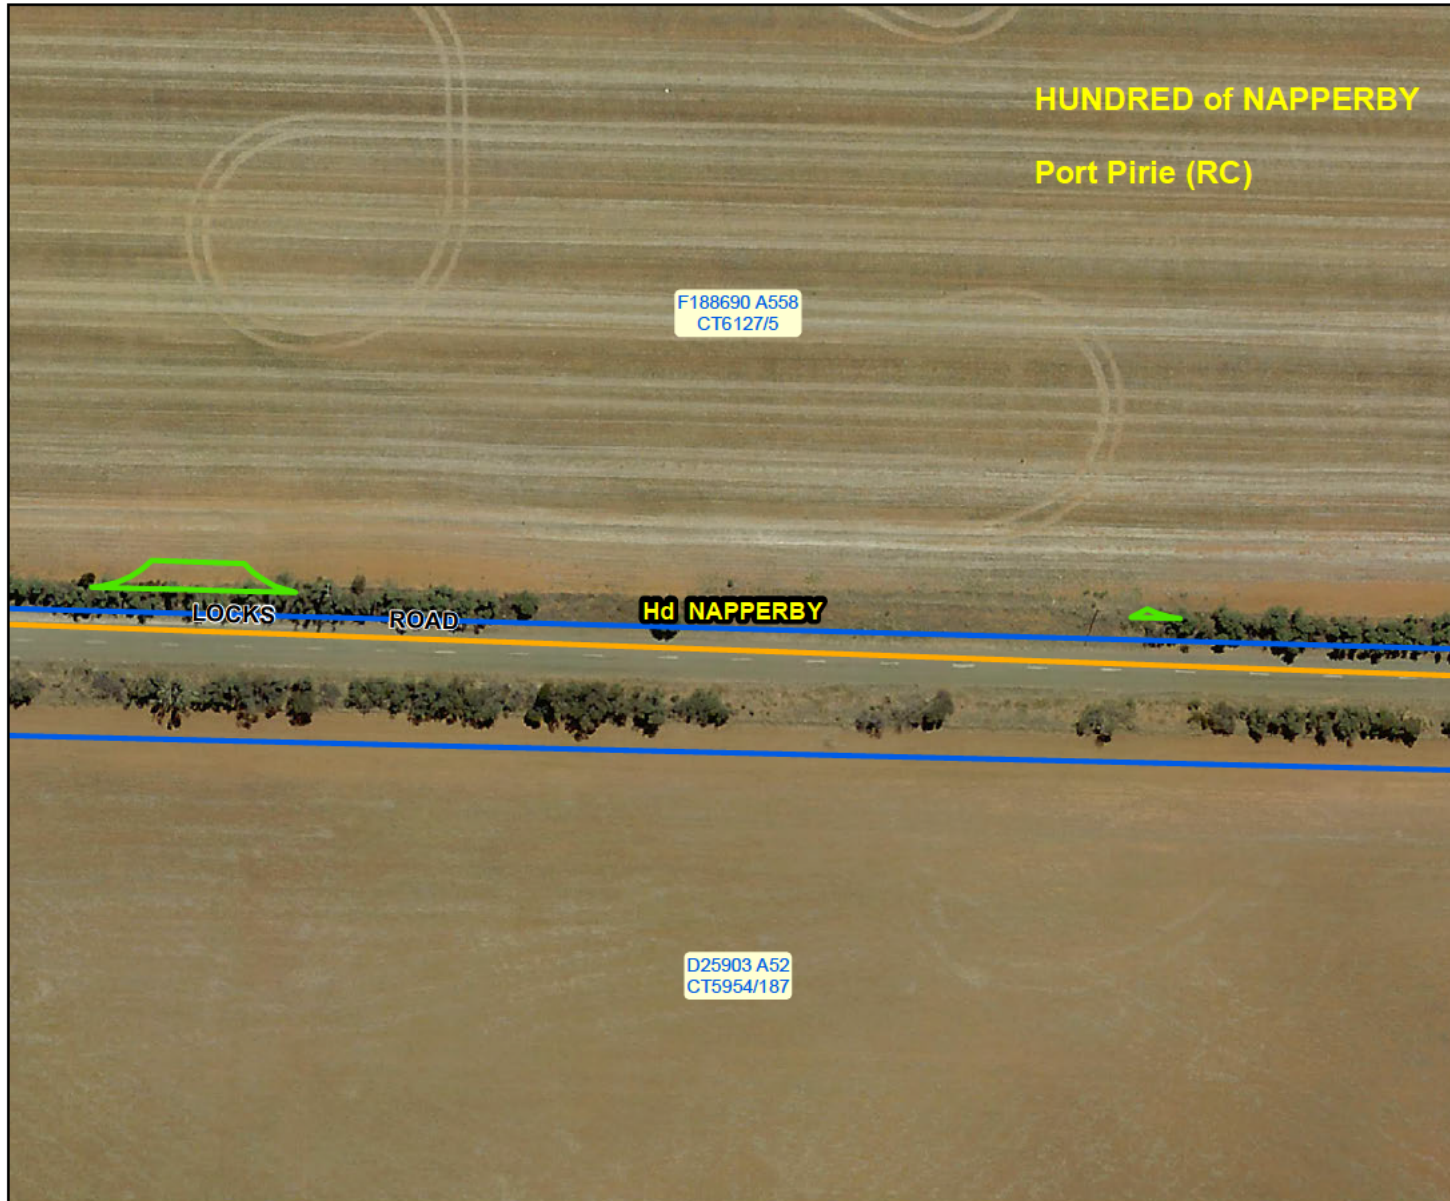 HUNDRED of NAPPERBY
Port Pirie (RC)
F188690 A558
CT6127/5
LOCKS ROAD
Hd NAPPERBY
D25903 A52
CT5954/187